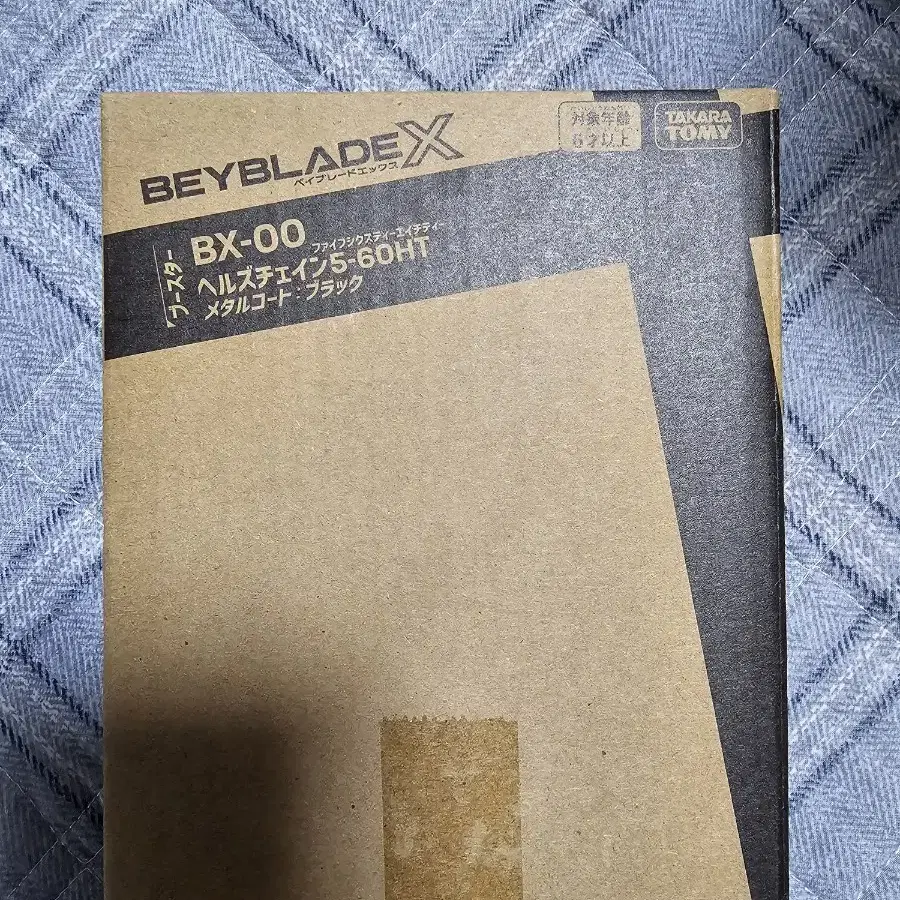 BEYBLADE X
ベイブレードエックス
対象年齢
6才以上
TAKARA
TOMY
ブースター
BX-00
ファイブシクスティーエイチティー
ヘルズチェイン5-60HT
メタルコート:ブラック